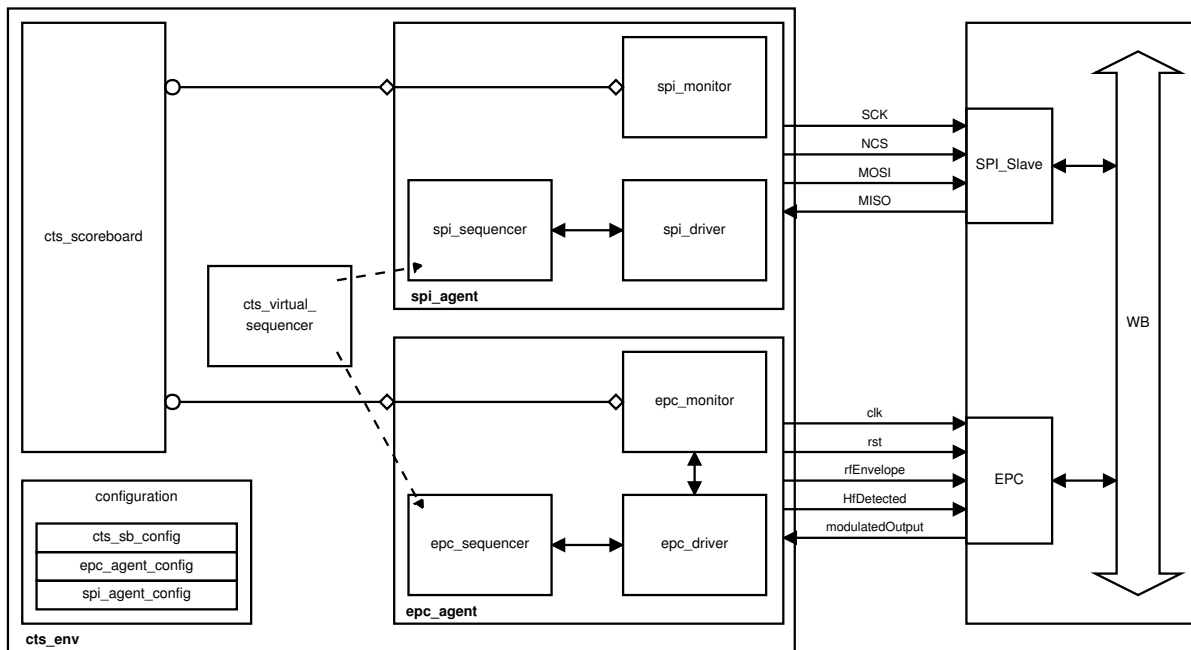 cts_scoreboard
spi_monitor
spi_sequencer
spi_driver
spi_agent
cts_virtual_
sequencer
epc_monitor
epc_sequencer
epc_driver
epc_agent
configuration
cts_sb_config
epc_agent_config
spi_agent_config
cts_env
SCK
NCS
MOSI
MISO
SPI_Slave
clk
rst
rfEnvelope
HfDetected
modulatedOutput
EPC
WB